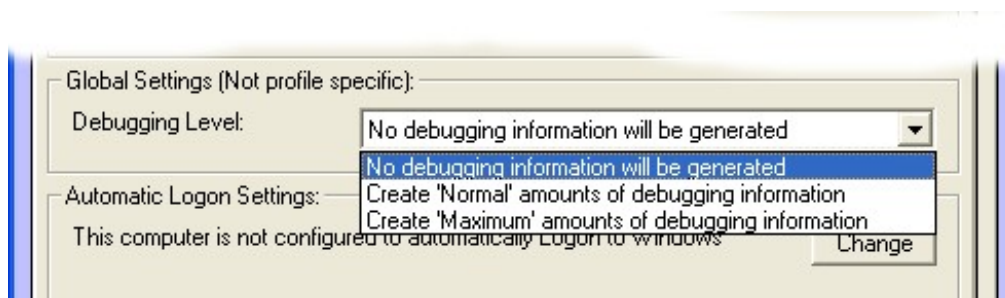 Global Settings (Not profile specific):
Debugging Level:
No debugging information will be generated
No debugging information will be generated
Create 'Normal' amounts of debugging information
Automatic Logon Settings:
Create 'Maximum' amounts of debugging information
This computer is not configured to automatically Logon to Windows
Change